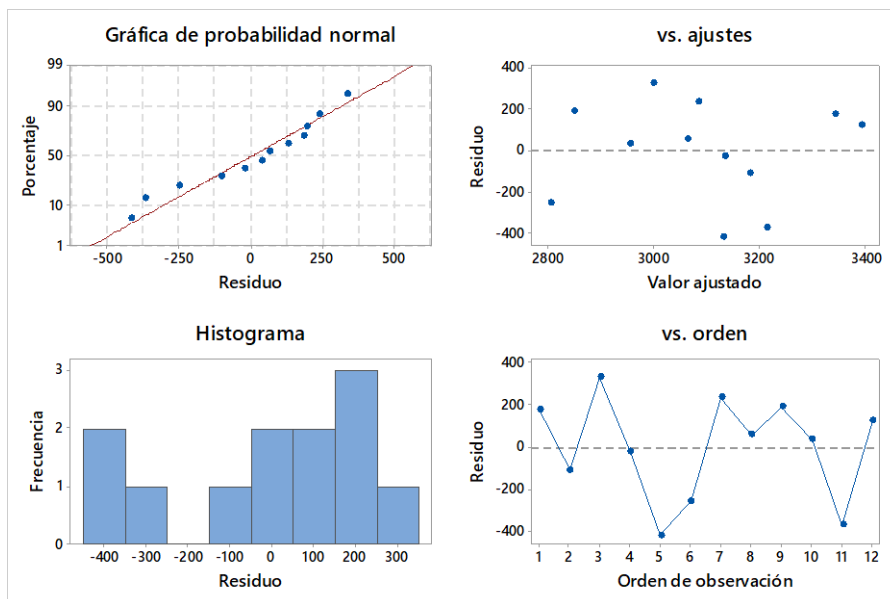 Gráfica de probabilidad normal
99
90
50
10
1
Porcentaje
-500 -250 0 250 500
Residuo
vs. ajustes
400
200
0
-200
-400
Residuo
2800 3000 3200 3400
Valor ajustado
Histograma
3
2
1
0
Frecuencia
-400 -300 -200 -100 0 100 200 300
Residuo
vs. orden
400
200
0
-200
-400
Residuo
1 2 3 4 5 6 7 8 9 10 11 12
Orden de observación